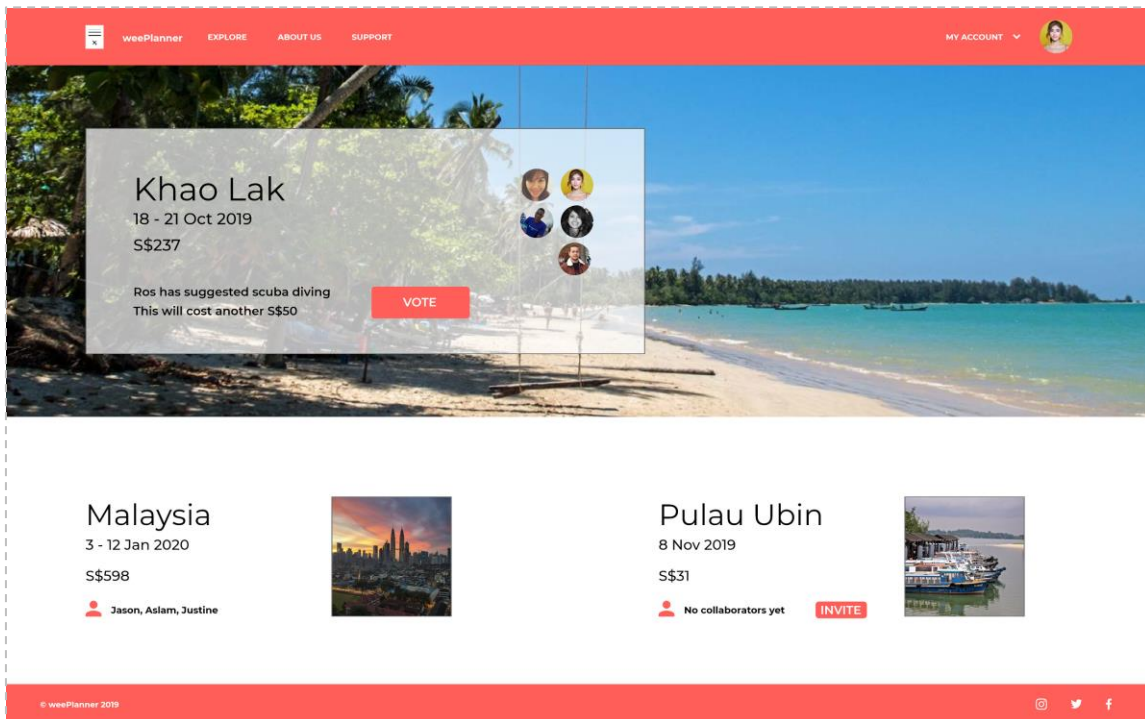 weePlanner EXPLORE ABOUT US SUPPORT MY ACCOUNT
Khao Lak
18 - 21 Oct 2019
S$237
Ros has suggested scuba diving
This will cost another S$50
VOTE
Malaysia
3 - 12 Jan 2020
S$598
Jason, Aslam, Justine
Pulau Ubin
8 Nov 2019
S$31
No collaborators yet INVITE
© weePlanner 2019